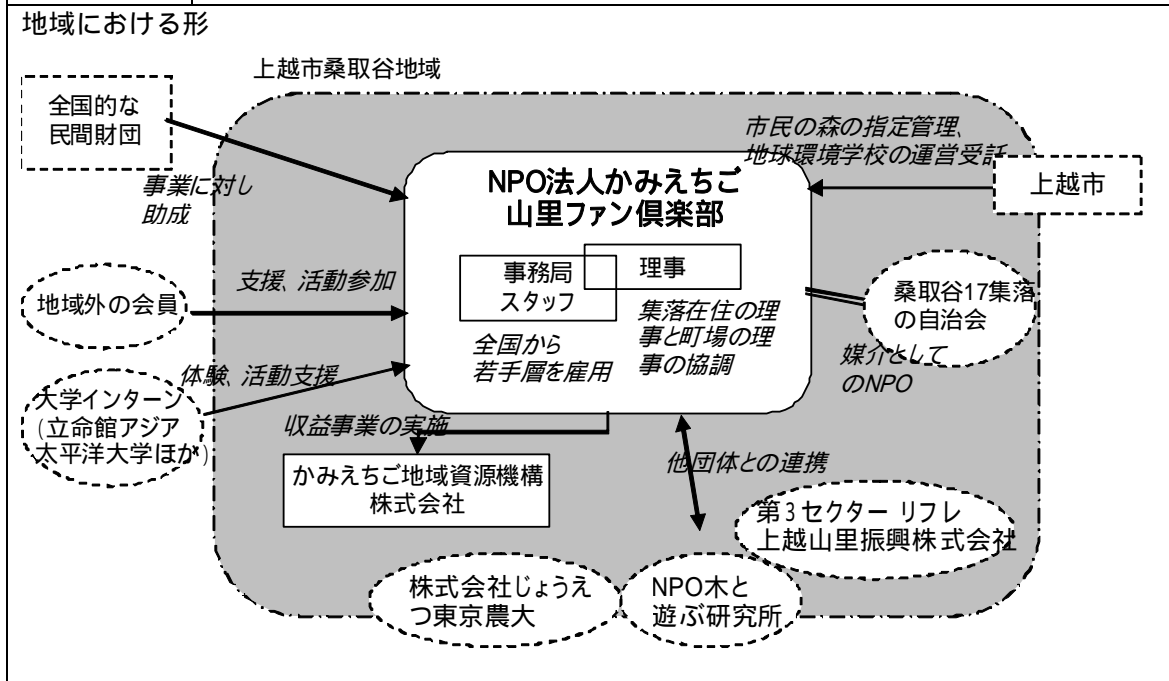 地域における形
上越市桑取谷地域
全国的な
民間財団
事業に対し
助成
市民の森の指定管理、
地球環境学校の運営受託
上越市
NPO法人かみえちご
山里ファン倶楽部
事務局
スタッフ
理事
全国から
若手層を雇用
集落在住の理
事と町場の理
事の協調
支援、活動参加
地域外の会員
桑取谷17集落
の自治会
媒介として
のNPO
体験、活動支援
大学インターン
(立命館アジア
太平洋大学ほか)
収益事業の実施
かみえちご地域資源機構
株式会社
他団体との連携
第3セクター リフレ
上越山里振興株式会社
株式会社じょうえ
つ東京農大
NPO木と
遊ぶ研究所